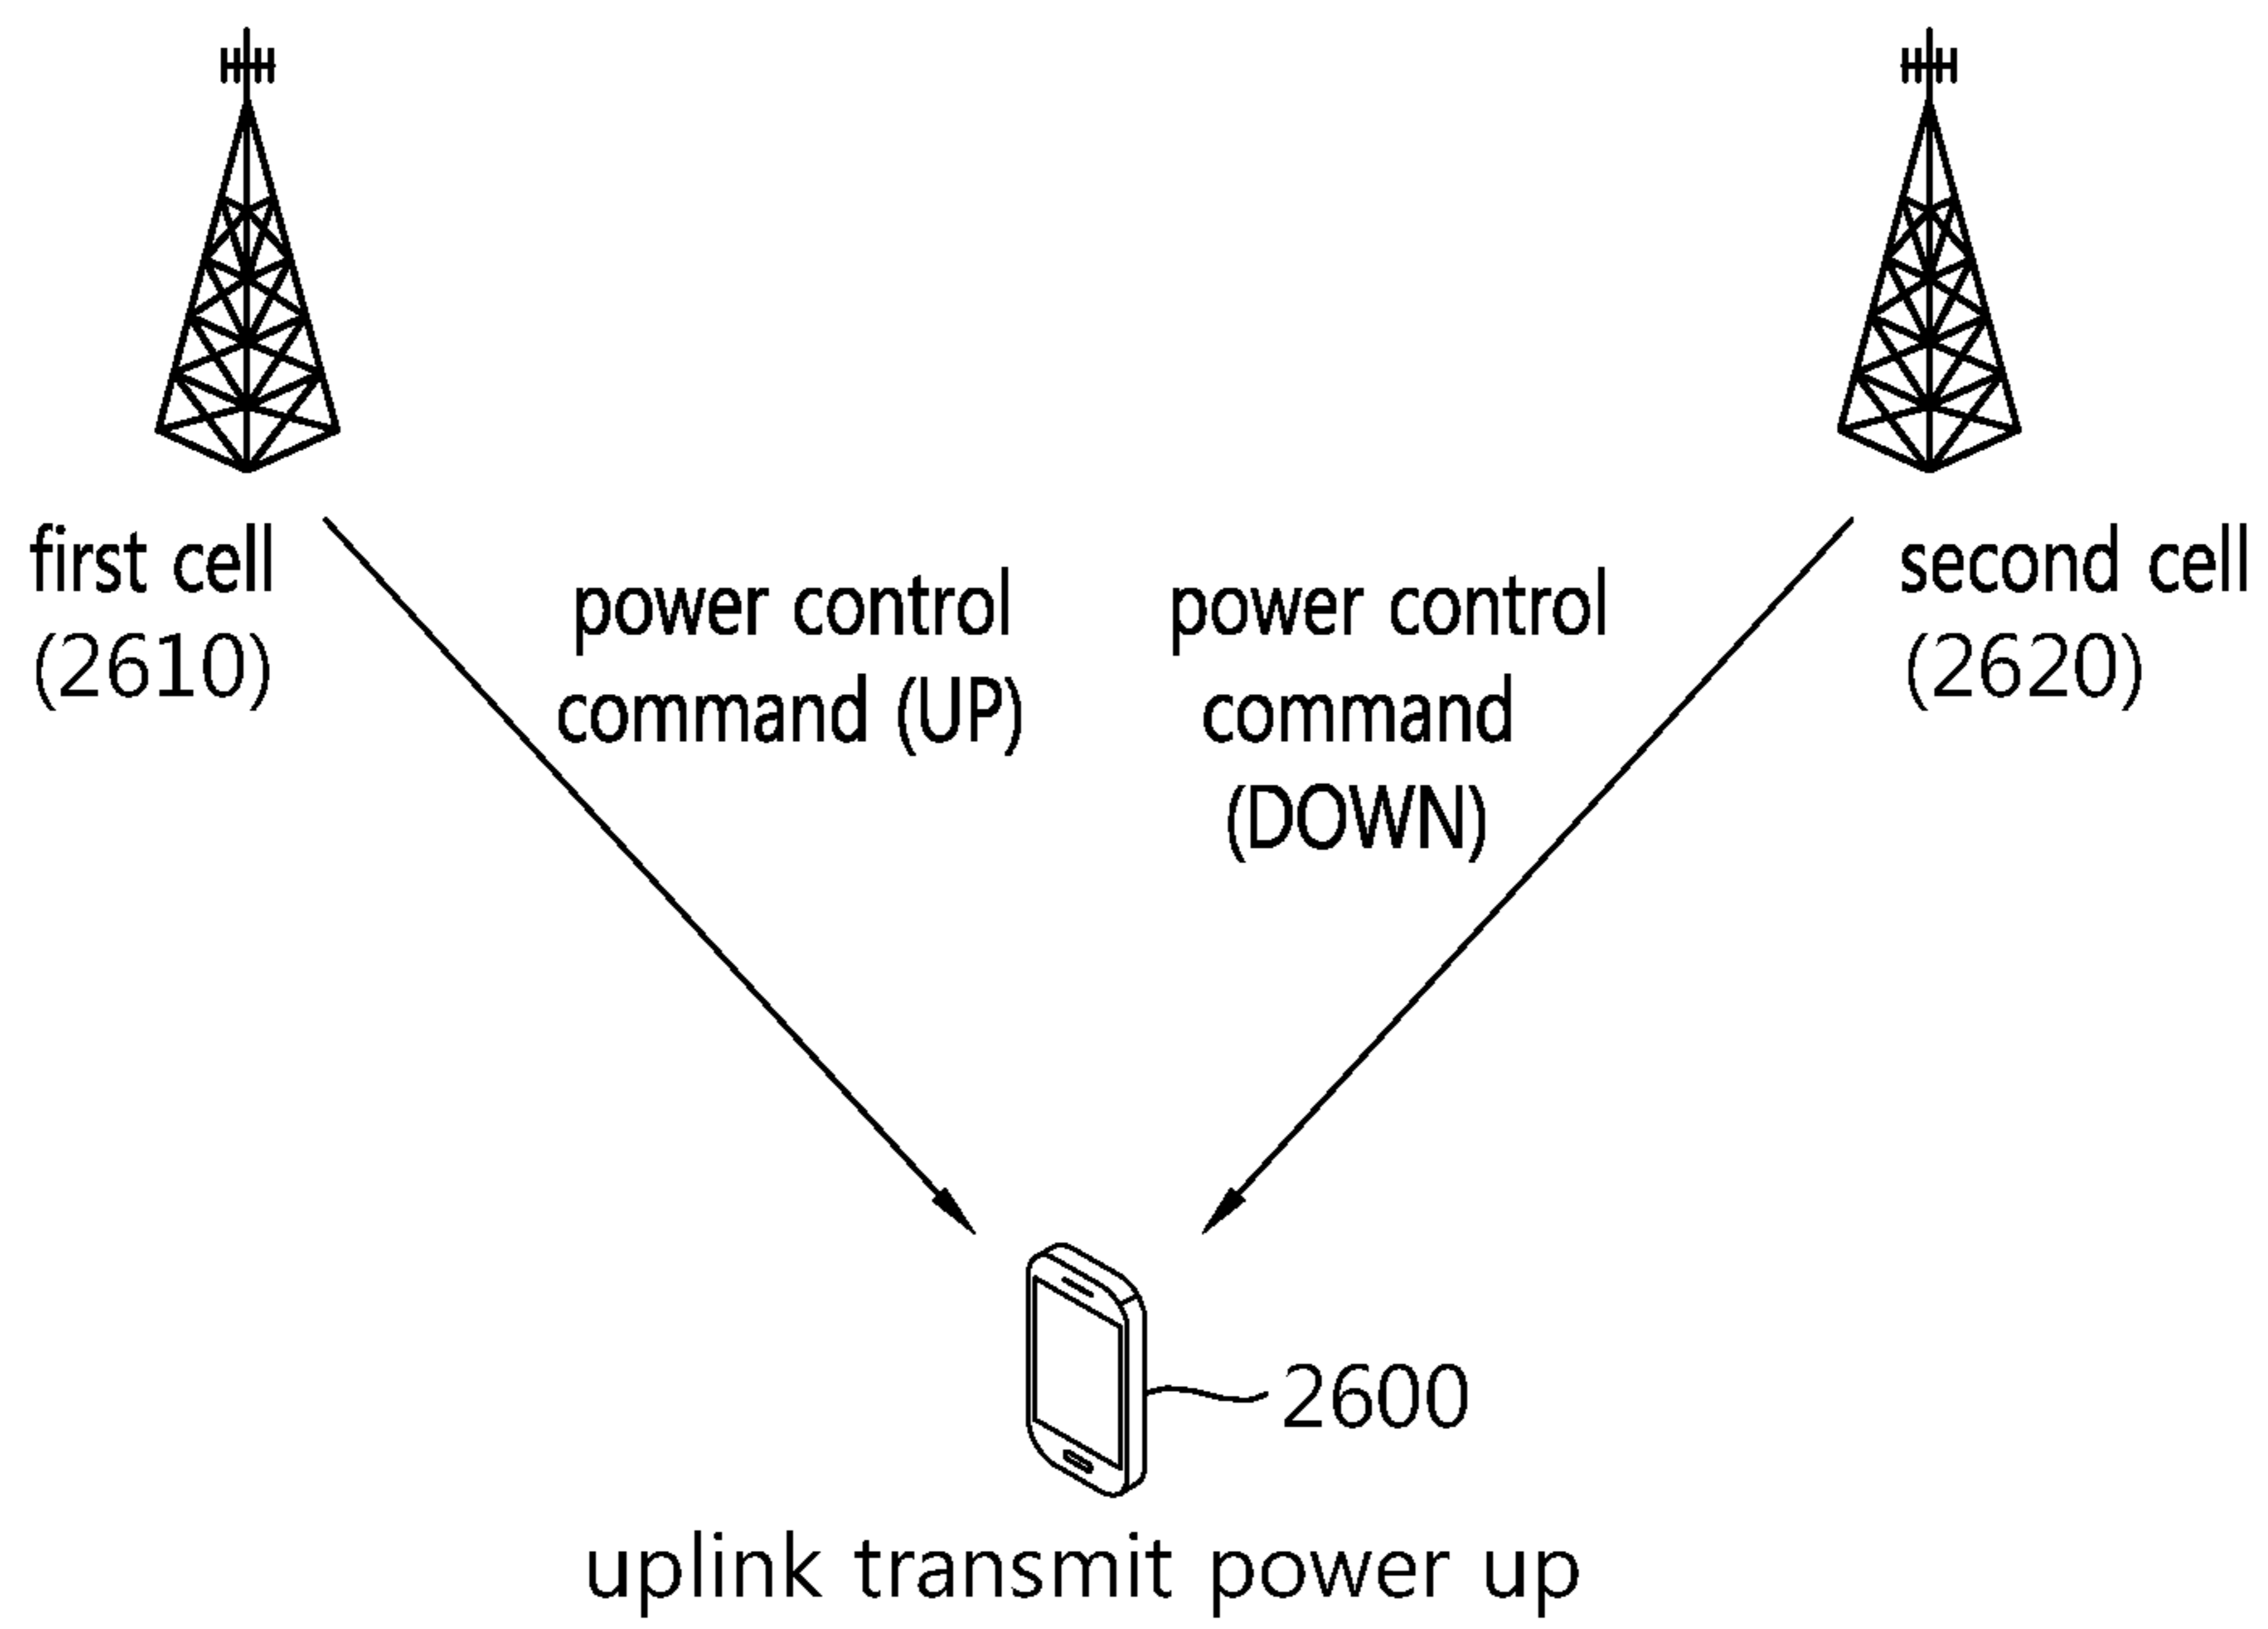 first cell
(2610)
power control
command (UP)
power control
command
(DOWN)
second cell
(2620)
2600
uplink transmit power up